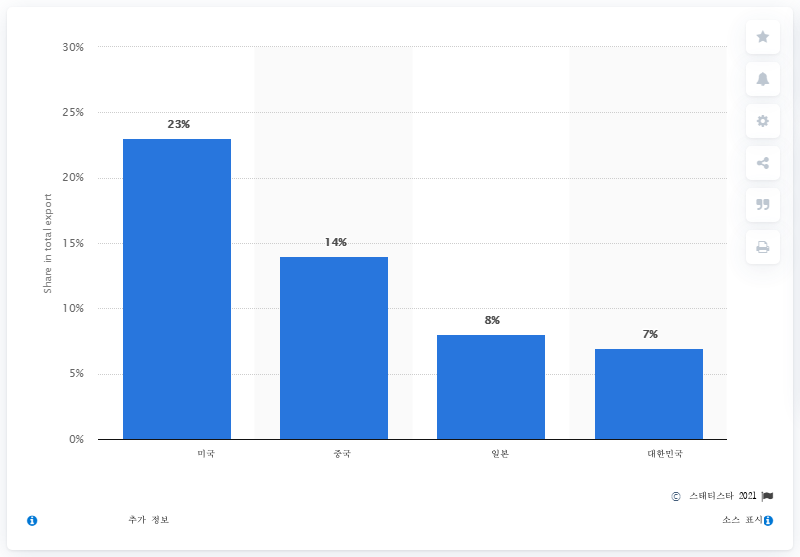 30%
25%
20%
15%
10%
5%
0%
Share in total export
23%
14%
8%
7%
미국
중국
일본
대한민국
© 스태티스타 2021
추가 정보
소스 표시